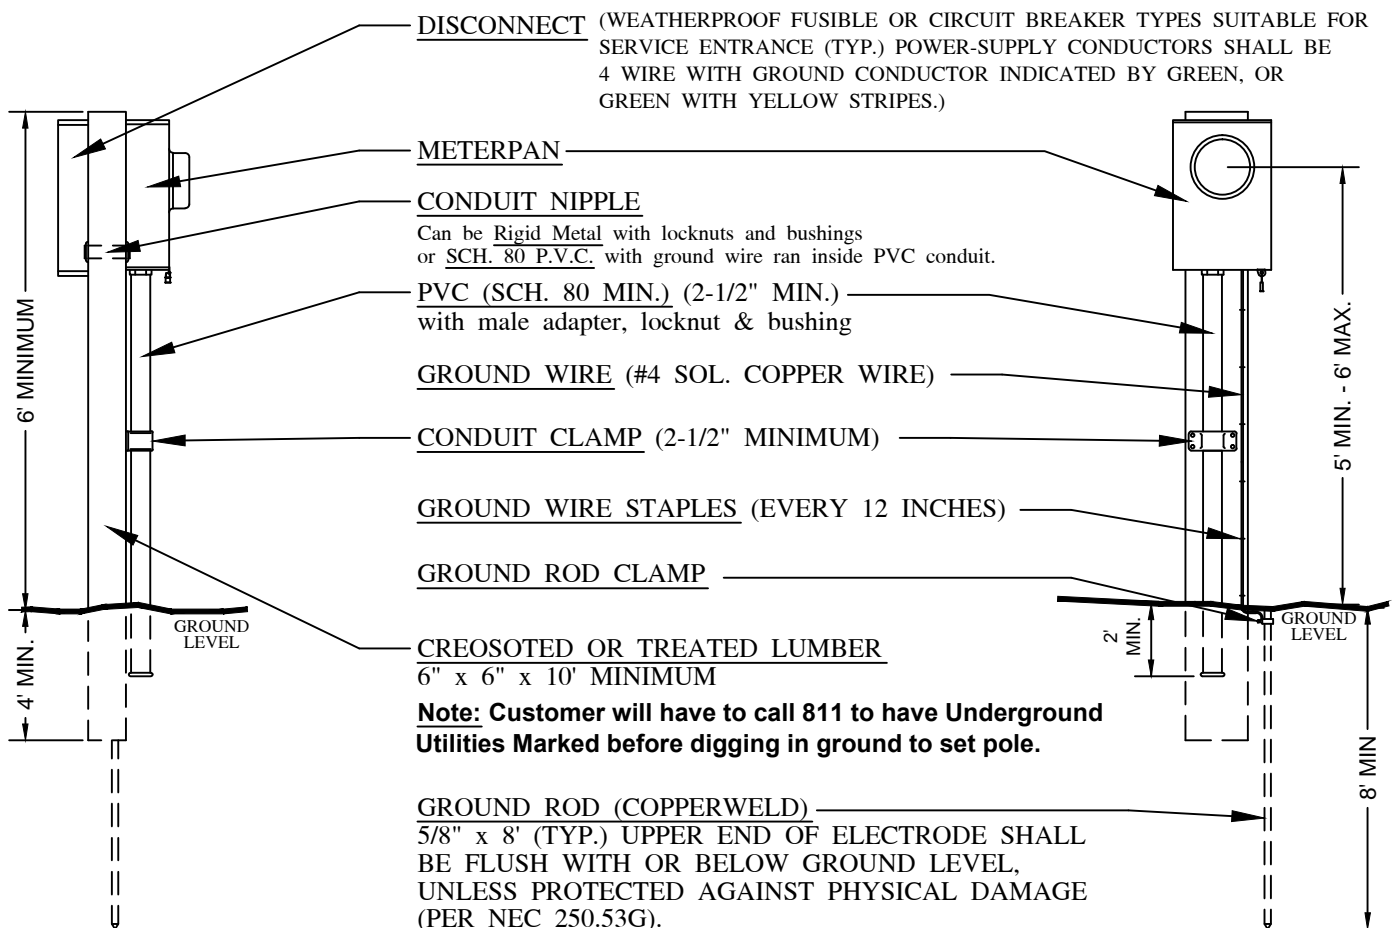 DISCONNECT (WEATHERPROOF FUSIBLE OR CIRCUIT BREAKER TYPES SUITABLE FOR
SERVICE ENTRANCE (TYP.) POWER-SUPPLY CONDUCTORS SHALL BE
4 WIRE WITH GROUND CONDUCTOR INDICATED BY GREEN, OR
GREEN WITH YELLOW STRIPES.)
METERPAN
CONDUIT NIPPLE
Can be Rigid Metal with locknuts and bushings
or SCH. 80 P.V.C. with ground wire ran inside PVC conduit.
PVC (SCH. 80 MIN.) (2-1/2" MIN.)
with male adapter, locknut & bushing
GROUND WIRE (#4 SOL. COPPER WIRE)
CONDUIT CLAMP (2-1/2" MINIMUM)
GROUND WIRE STAPLES (EVERY 12 INCHES)
GROUND ROD CLAMP
CREOSOTED OR TREATED LUMBER
6" x 6" x 10' MINIMUM
Note: Customer will have to call 811 to have Underground
Utilities Marked before digging in ground to set pole.
GROUND ROD (COPPERWELD)
5/8" x 8' (TYP.) UPPER END OF ELECTRODE SHALL
BE FLUSH WITH OR BELOW GROUND LEVEL,
UNLESS PROTECTED AGAINST PHYSICAL DAMAGE
(PER NEC 250.53G).
6' MINIMUM
4' MIN.
GROUND
LEVEL
5' MIN. - 6' MAX.
2'
MIN.
GROUND
LEVEL
8' MIN